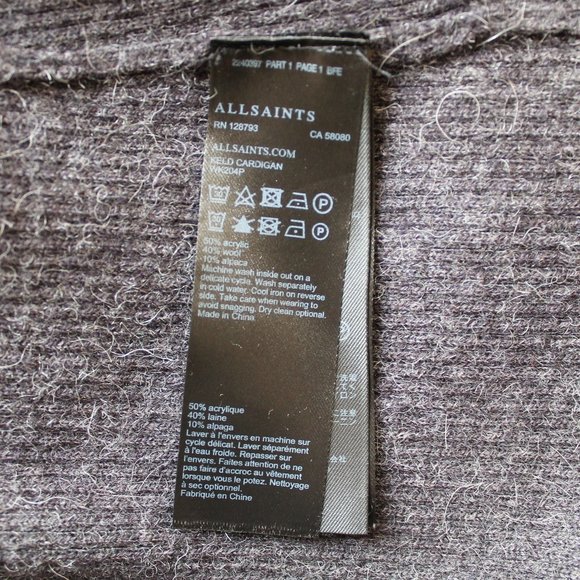 2240397 PART 1 PAGE 1 BFE
ALLSAINTS
RN 128793 CA 58080
ALLSAINTS.COM
KELD CARDIGAN
WK204P
50% acrylic
40% wool
10% alpaca
Machine wash inside out on a
delicate cycle. Wash separately
in cold water. Cool iron on reverse
side. Take care when wearing to
avoid snagging. Dry clean optional.
Made in China
50% acrylique
40% laine
10% alpaga
Laver à l'envers en machine sur
cycle délicat. Laver séparément
à l'eau froide. Repasser sur
l'envers. Faites attention de ne
pas faire d'accroc au vêtement
lorsque vous le potez. Nettoyage
à sec optionnel.
Fabriqué en Chine